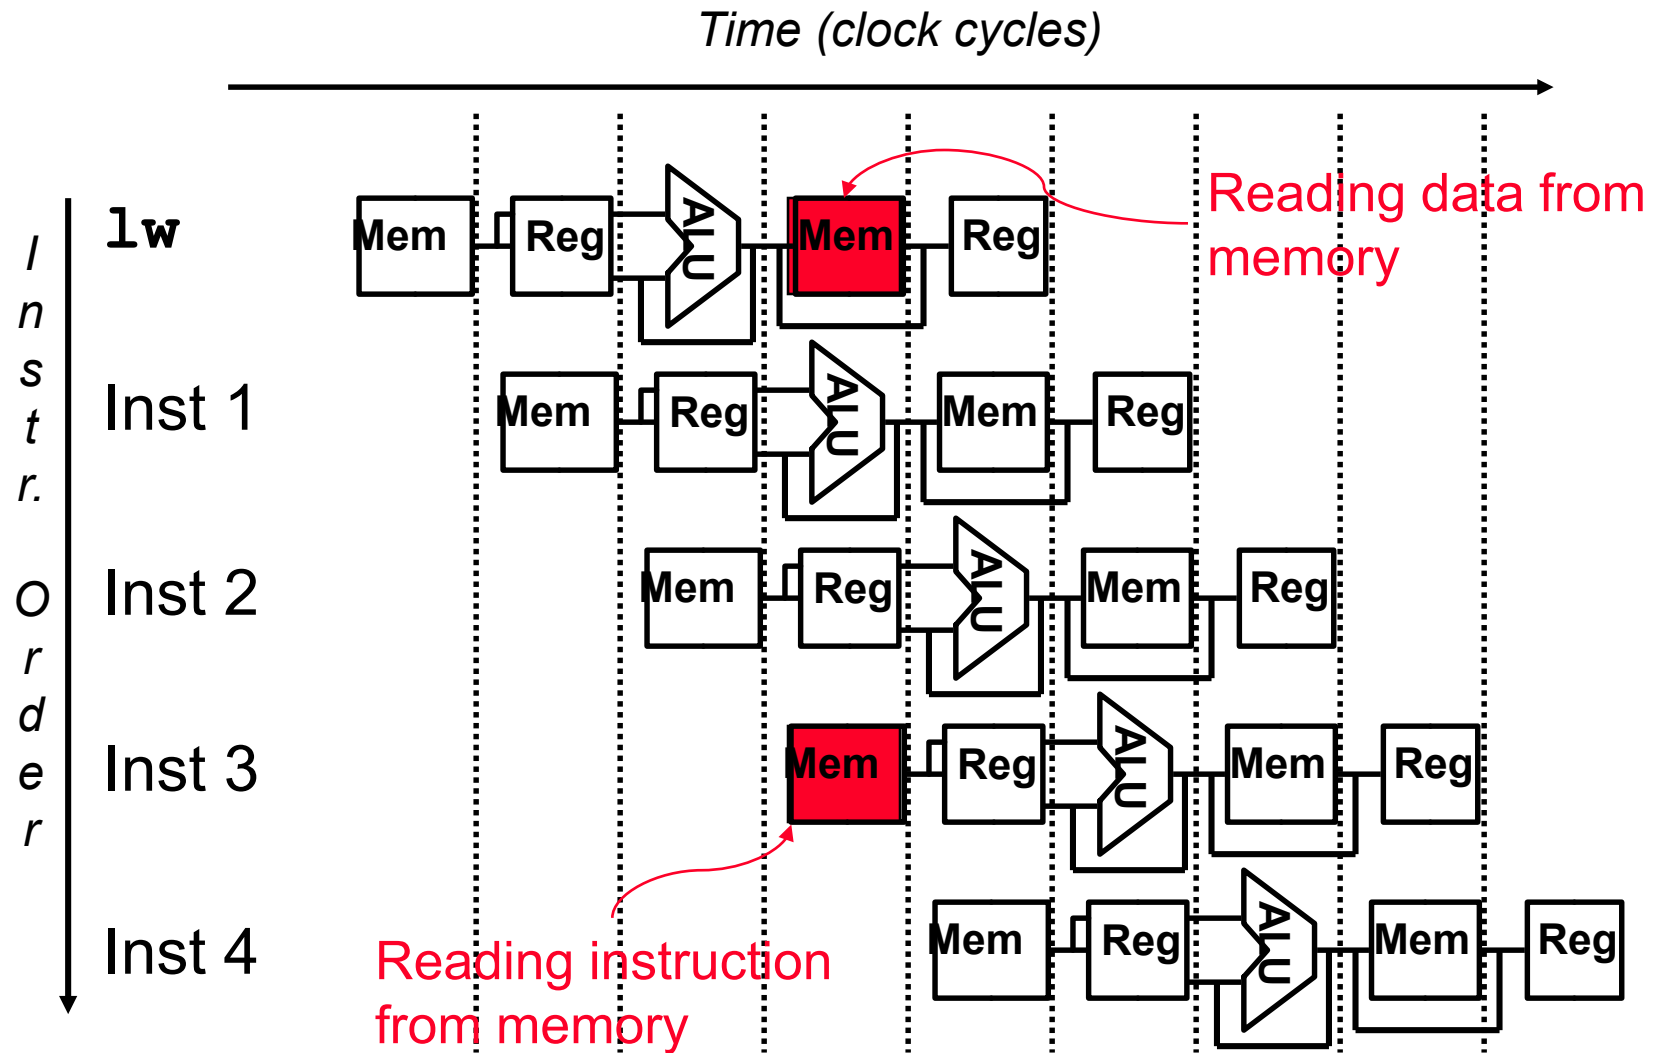 Time (clock cycles)
Instr. Order
lw
Mem Reg ALU Mem Reg
Reading data from
memory
Inst 1
Mem Reg ALU Mem Reg
Inst 2
Mem Reg ALU Mem Reg
Inst 3
Mem Reg ALU Mem Reg
Inst 4
Mem Reg ALU Mem Reg
Reading instruction
from memory